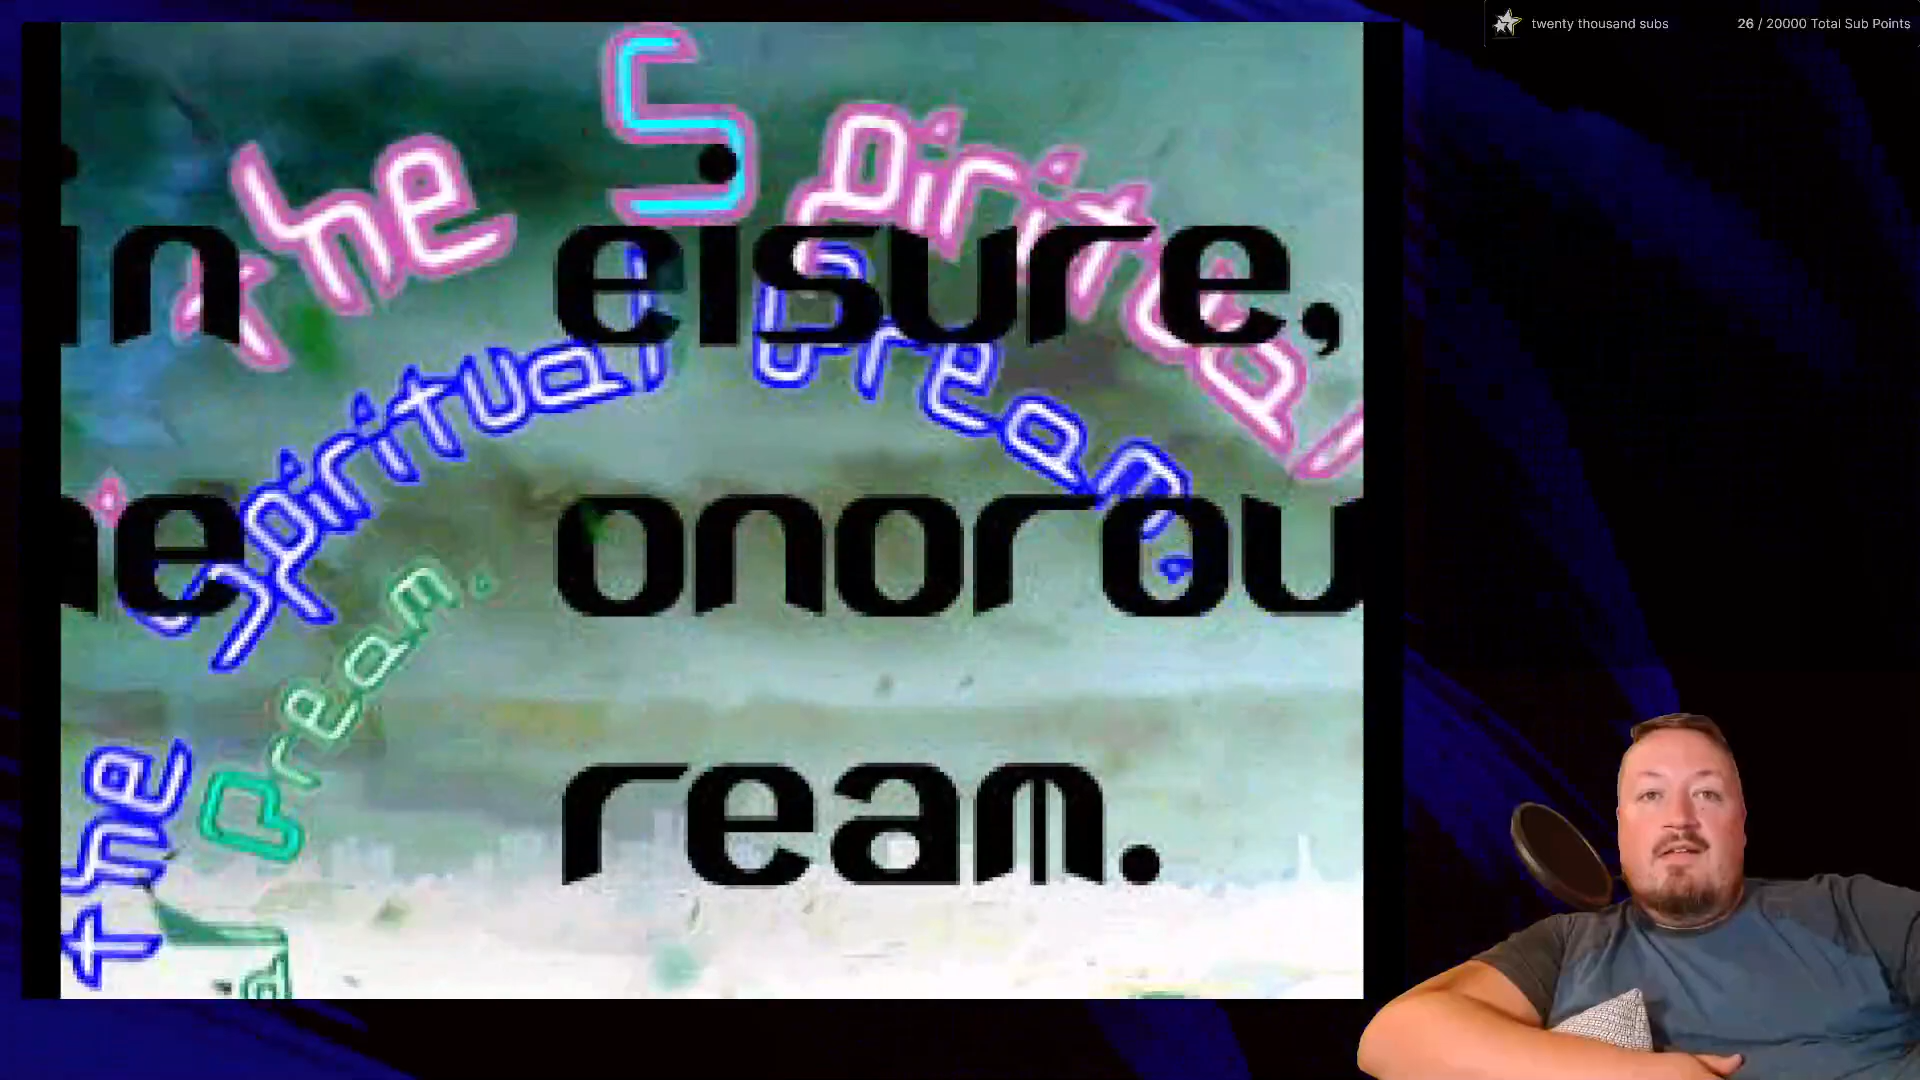 twenty thousand subs
26 / 20000 Total Sub Points
The Spiritual
in eisure,
Spiritual Dream.
e onorou
Dream.
the
ream.